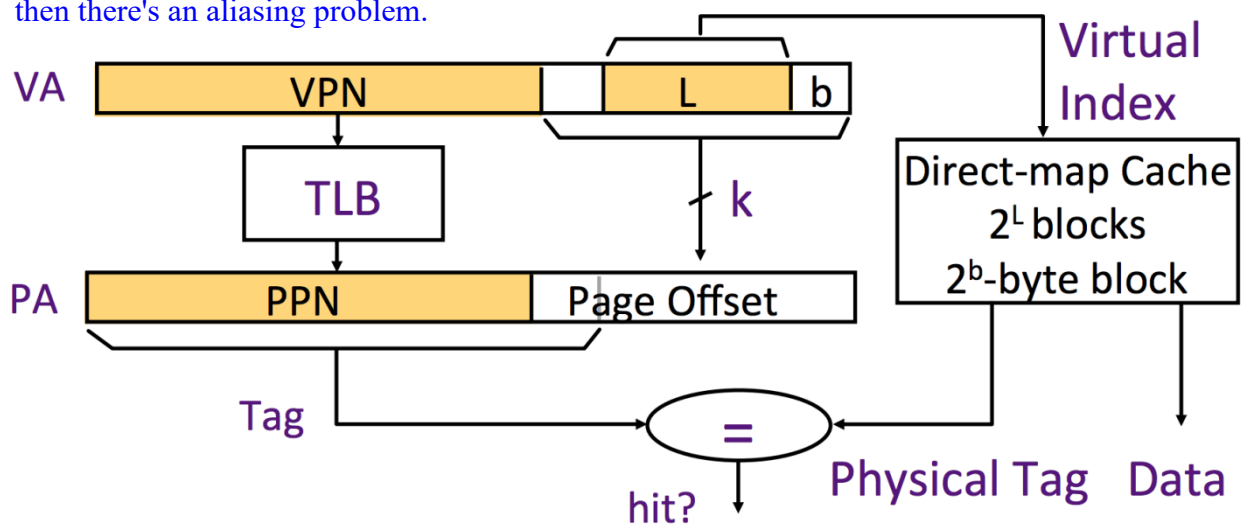 then there's an aliasing problem.
Virtual
Index
VA
VPN
L
b
TLB
k
Direct-map Cache
2ᴸ blocks
2ᵇ-byte block
PA
PPN
Page Offset
Tag
=
Physical Tag
Data
hit?